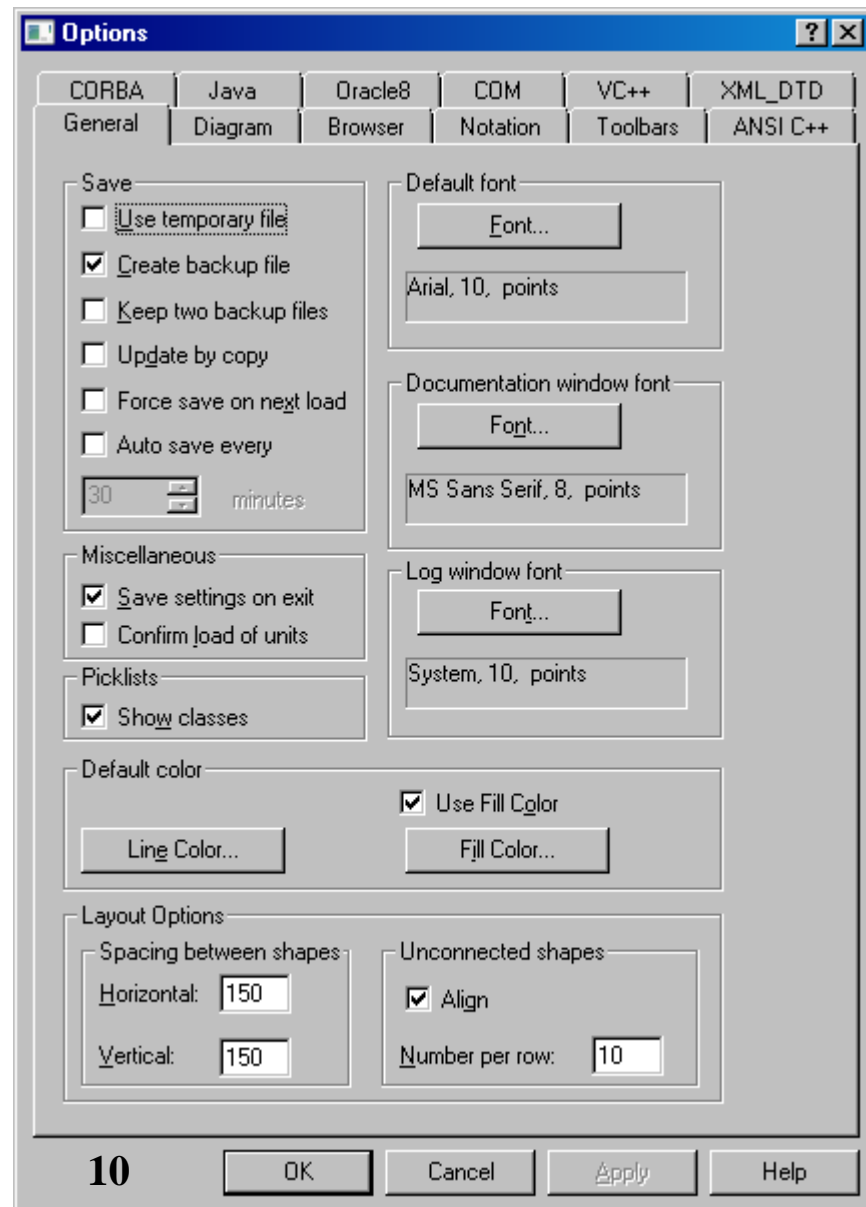 Options
CORBA Java Oracle8 COM VC++ XML_DTD
General Diagram Browser Notation Toolbars ANSI C++
Save
Use temporary file
Create backup file
Keep two backup files
Update by copy
Force save on next load
Auto save every
30 minutes
Default font
Font...
Arial, 10, points
Documentation window font
Font...
MS Sans Serif, 8, points
Miscellaneous
Save settings on exit
Confirm load of units
Log window font
Font...
System, 10, points
Picklists
Show classes
Default color
Use Fill Color
Line Color... Fill Color...
Layout Options
Spacing between shapes
Horizontal: 150
Vertical: 150
Unconnected shapes
Align
Number per row: 10
10 OK Cancel Apply Help